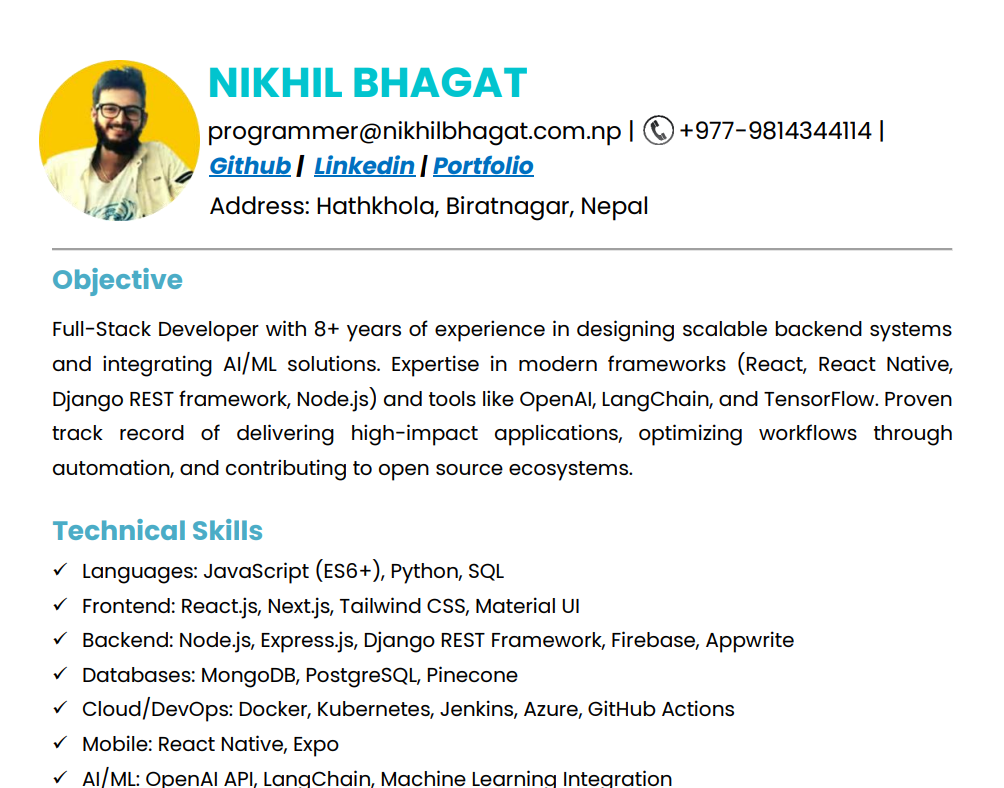 NIKHIL BHAGAT
programmer@nikhilbhagat.com.np | +977-9814344114 |
Github | Linkedin | Portfolio
Address: Hathkhola, Biratnagar, Nepal
Objective
Full-Stack Developer with 8+ years of experience in designing scalable backend systems
and integrating AI/ML solutions. Expertise in modern frameworks (React, React Native,
Django REST framework, Node.js) and tools like OpenAI, LangChain, and TensorFlow. Proven
track record of delivering high-impact applications, optimizing workflows through
automation, and contributing to open source ecosystems.
Technical Skills
✓ Languages: JavaScript (ES6+), Python, SQL
✓ Frontend: React.js, Next.js, Tailwind CSS, Material UI
✓ Backend: Node.js, Express.js, Django REST Framework, Firebase, Appwrite
✓ Databases: MongoDB, PostgreSQL, Pinecone
✓ Cloud/DevOps: Docker, Kubernetes, Jenkins, Azure, GitHub Actions
✓ Mobile: React Native, Expo
✓ AI/ML: OpenAI API, LangChain, Machine Learning Integration